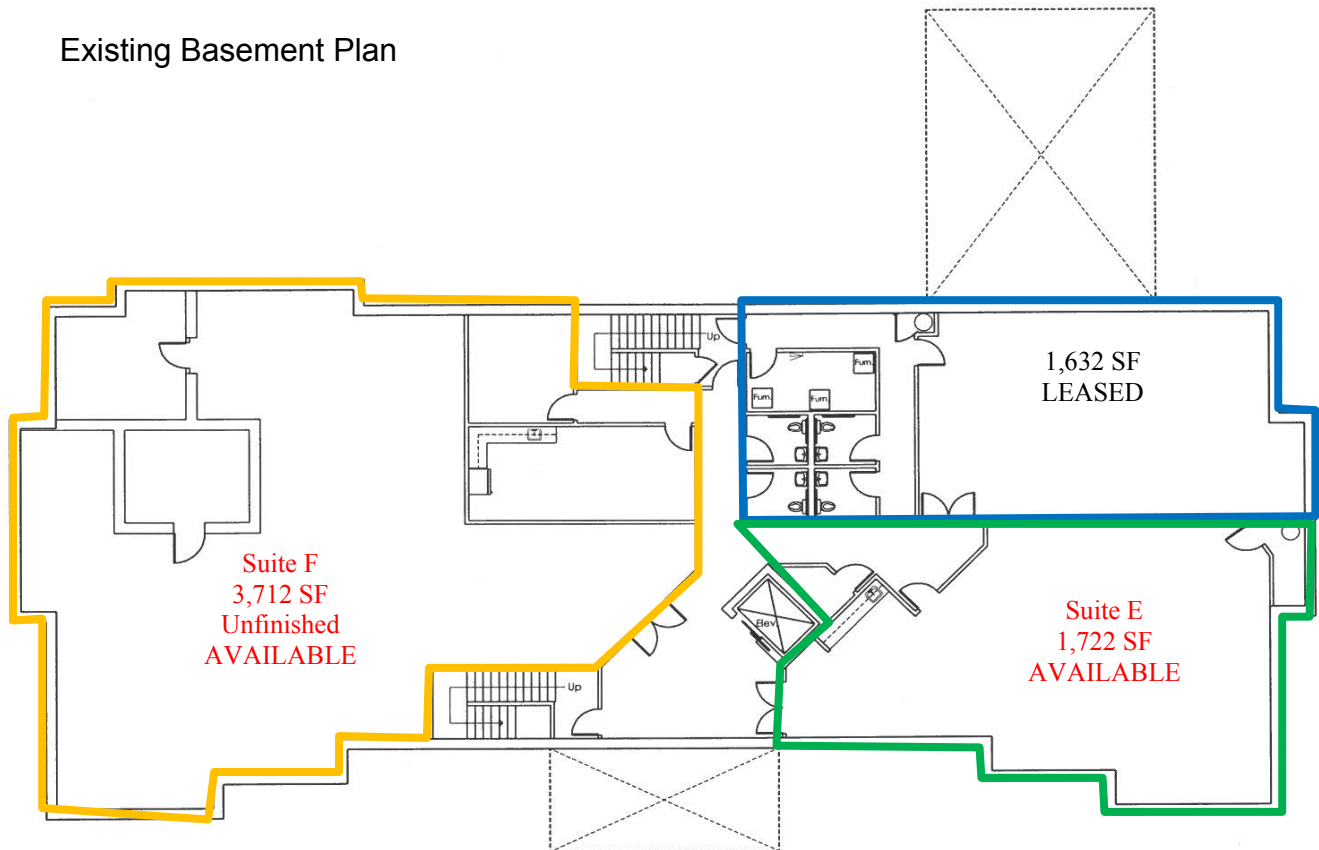 Existing Basement Plan
Up
Fum.
Fum.
Fum.
1,632 SF
LEASED
Suite F
3,712 SF
Unfinished
AVAILABLE
Elev.
Suite E
1,722 SF
AVAILABLE
Up